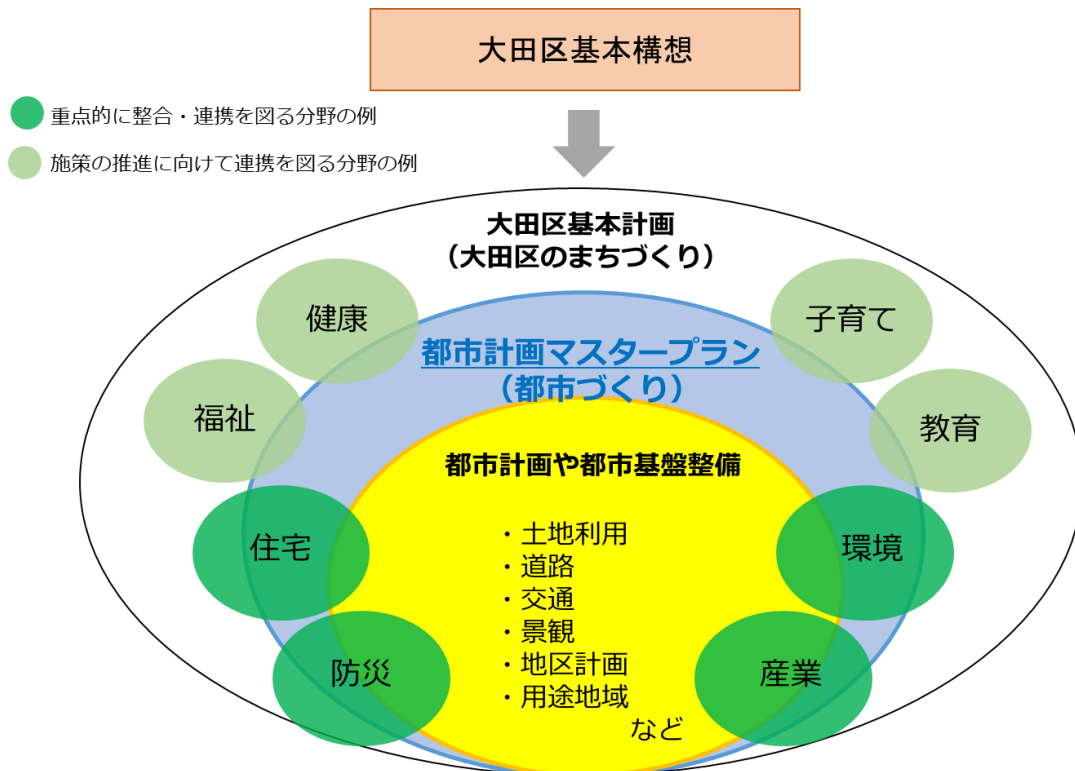 大田区基本構想
重点的に整合・連携を図る分野の例
施策の推進に向けて連携を図る分野の例
大田区基本計画
（大田区のまちづくり）
健康
子育て
都市計画マスタープラン
（都市づくり）
福祉
教育
都市計画や都市基盤整備
住宅
環境
・土地利用
・道路
・交通
・景観
・地区計画
・用途地域
など
防災
産業